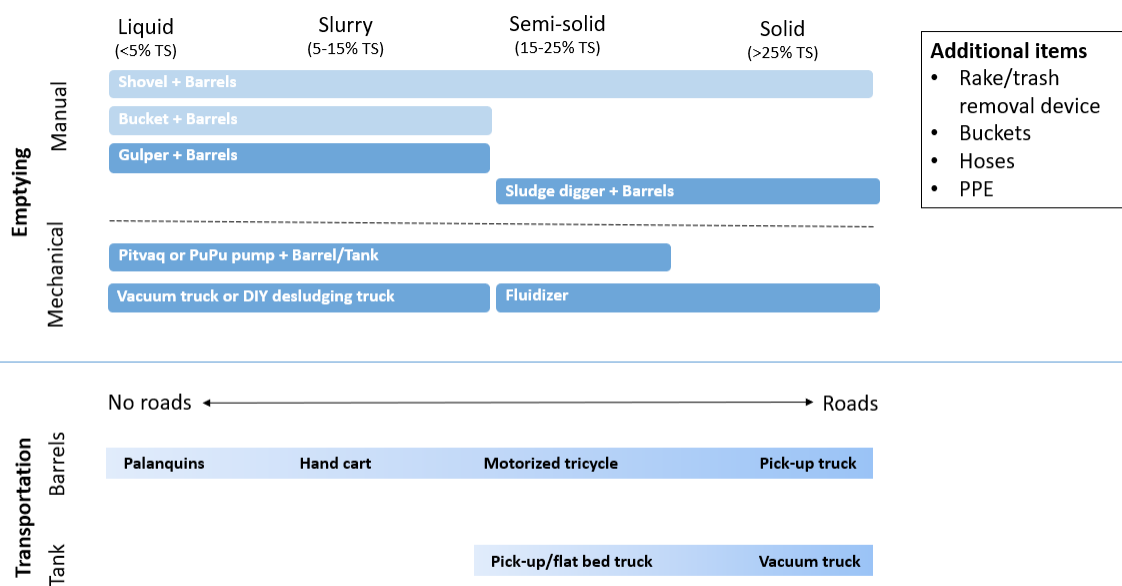 Liquid
(<5% TS)
Slurry
(5-15% TS)
Semi-solid
(15-25% TS)
Solid
(>25% TS)
Emptying
Manual
Shovel + Barrels
Bucket + Barrels
Gulper + Barrels
Sludge digger + Barrels
Mechanical
Pitvaq or PuPu pump + Barrel/Tank
Vacuum truck or DIY desludging truck
Fluidizer
Additional items
• Rake/trash
removal device
• Buckets
• Hoses
• PPE
No roads
Roads
Transportation
Barrels
Palanquins
Hand cart
Motorized tricycle
Pick-up truck
Tank
Pick-up/flat bed truck
Vacuum truck